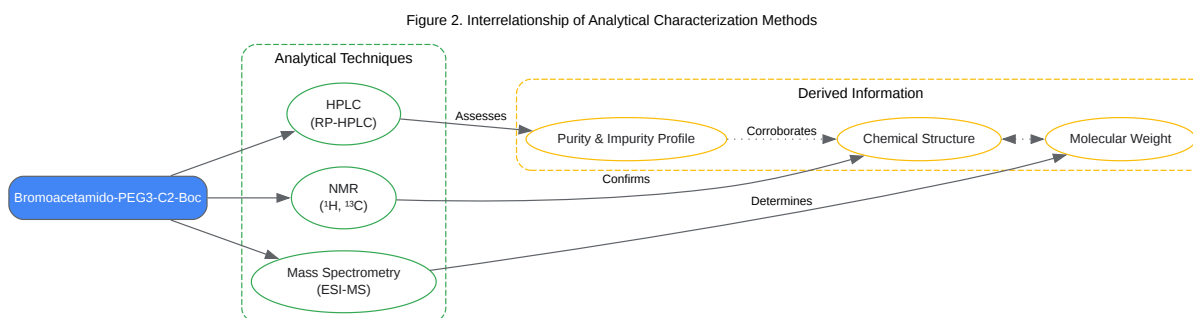 Figure 2. Interrelationship of Analytical Characterization Methods
Analytical Techniques
Derived Information
HPLC
(RP-HPLC)
Assesses
Purity & Impurity Profile
Corroborates
Chemical Structure
Molecular Weight
Bromoacetamido-PEG3-C2-Boc
NMR
(¹H, ¹³C)
Confirms
Determines
Mass Spectrometry
(ESI-MS)